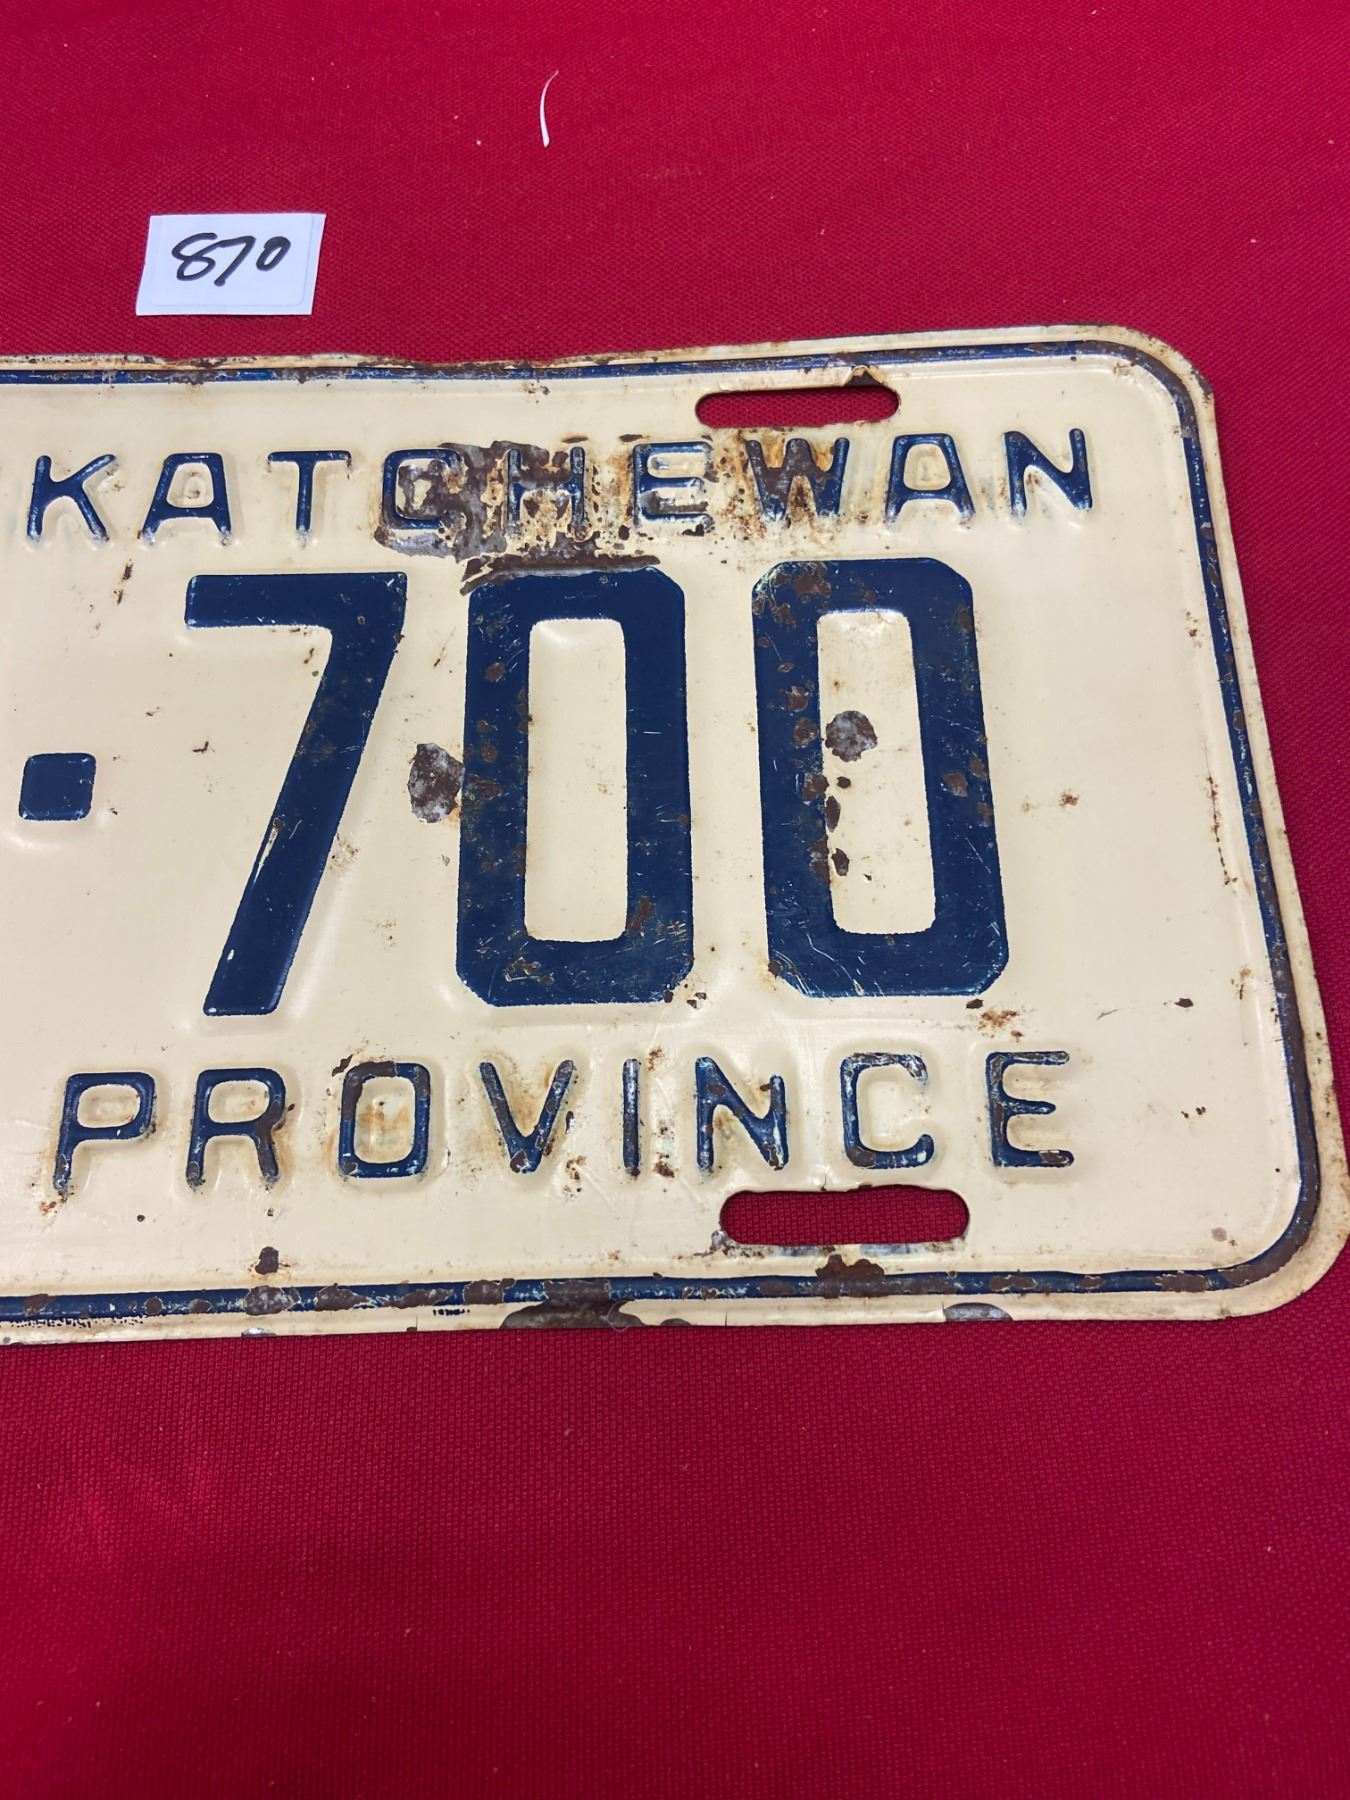 870
KATCHEWAN
·700
PROVINCE